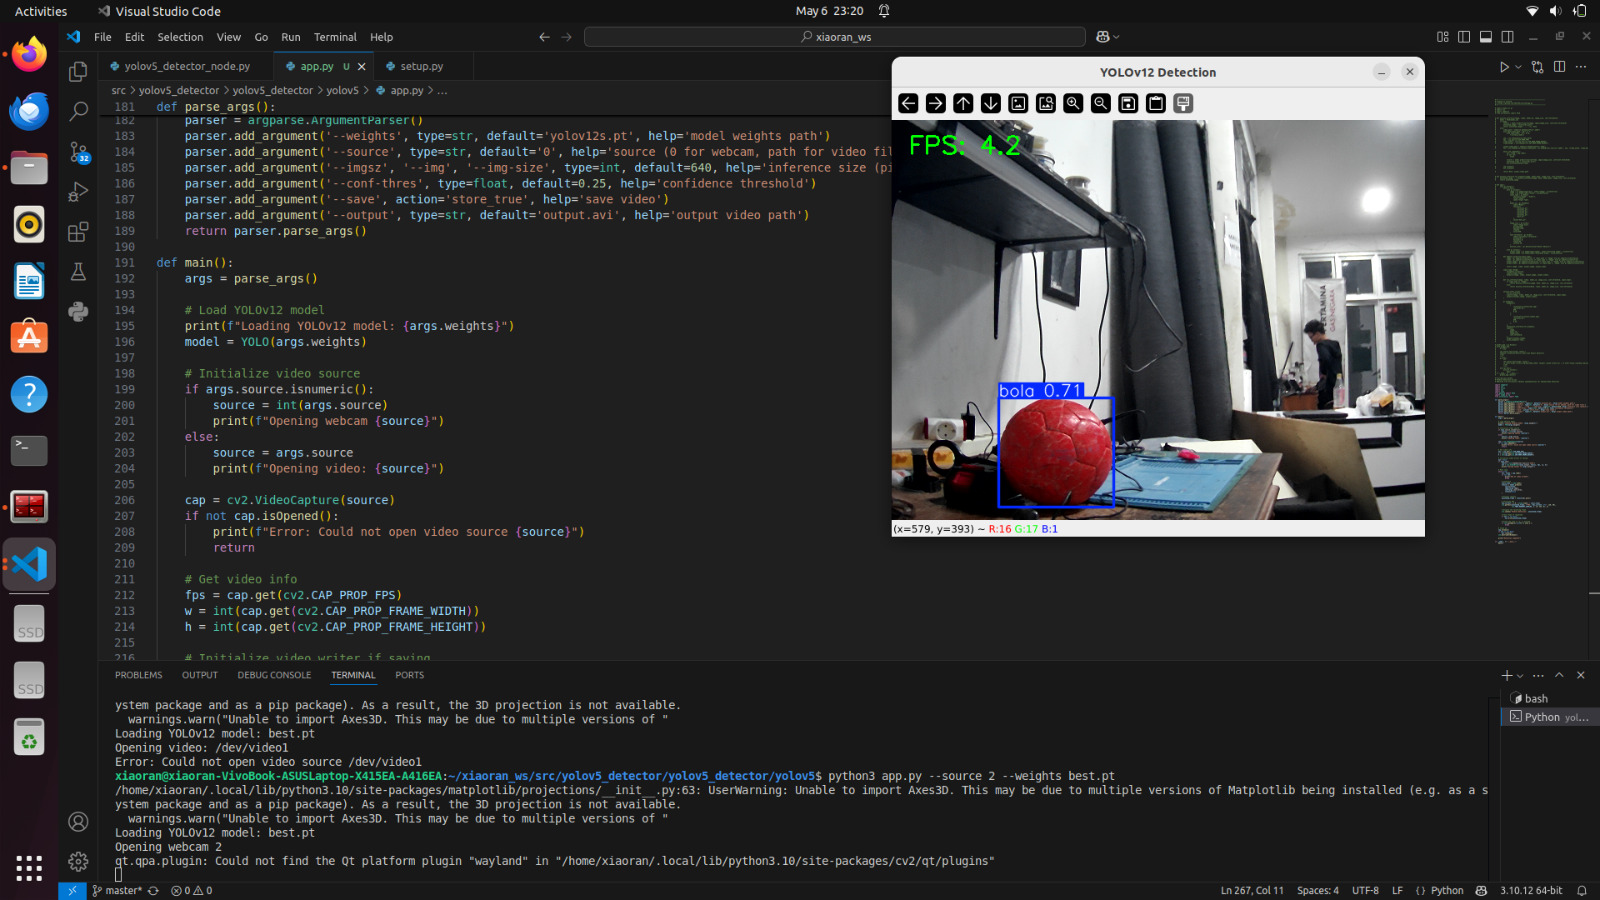 Activities
Visual Studio Code
May 6 23:20
File Edit Selection View Go Run Terminal Help
xiaoran_ws
yolov5_detector_node.py
app.py U
setup.py
src > yolov5_detector > yolov5_detector > yolov5 > app.py > ...
181 def parse_args():
182 parser = argparse.ArgumentParser()
183 parser.add_argument('--weights', type=str, default='yolov12s.pt', help='model weights path')
184 parser.add_argument('--source', type=str, default='0', help='source (0 for webcam, path for video fil
185 parser.add_argument('--imgsz', '--img', '--img-size', type=int, default=640, help='inference size (pi
186 parser.add_argument('--conf-thres', type=float, default=0.25, help='confidence threshold')
187 parser.add_argument('--save', action='store_true', help='save video')
188 parser.add_argument('--output', type=str, default='output.avi', help='output video path')
189 return parser.parse_args()
190
191 def main():
192 args = parse_args()
193
194 # Load YOLOv12 model
195 print(f"Loading YOLOv12 model: {args.weights}")
196 model = YOLO(args.weights)
197
198 # Initialize video source
199 if args.source.isnumeric():
200 source = int(args.source)
201 print(f"Opening webcam {source}")
202 else:
203 source = args.source
204 print(f"Opening video: {source}")
205
206 cap = cv2.VideoCapture(source)
207 if not cap.isOpened():
208 print(f"Error: Could not open video source {source}")
209 return
210
211 # Get video info
212 fps = cap.get(cv2.CAP_PROP_FPS)
213 w = int(cap.get(cv2.CAP_PROP_FRAME_WIDTH))
214 h = int(cap.get(cv2.CAP_PROP_FRAME_HEIGHT))
215
216 # Initialize video writer if saving
YOLOv12 Detection
FPS: 4.2
bola 0.71
(x=579, y=393) ~ R:16 G:17 B:1
32
SSD
SSD
PROBLEMS OUTPUT DEBUG CONSOLE TERMINAL PORTS
bash
Python yol...
ystem package and as a pip package). As a result, the 3D projection is not available.
warnings.warn("Unable to import Axes3D. This may be due to multiple versions of "
Loading YOLOv12 model: best.pt
Opening video: /dev/video1
Error: Could not open video source /dev/video1
xiaoran@xiaoran-VivoBook-ASUSLaptop-X415EA-A416EA:~/xiaoran_ws/src/yolov5_detector/yolov5_detector/yolov5$ python3 app.py --source 2 --weights best.pt
/home/xiaoran/.local/lib/python3.10/site-packages/matplotlib/projections/__init__.py:63: UserWarning: Unable to import Axes3D. This may be due to multiple versions of Matplotlib being installed (e.g. as a s
ystem package and as a pip package). As a result, the 3D projection is not available.
warnings.warn("Unable to import Axes3D. This may be due to multiple versions of "
Loading YOLOv12 model: best.pt
Opening webcam 2
qt.qpa.plugin: Could not find the Qt platform plugin "wayland" in "/home/xiaoran/.local/lib/python3.10/site-packages/cv2/qt/plugins"
master* 0 0
Ln 267, Col 11 Spaces: 4 UTF-8 LF {} Python 3.10.12 64-bit